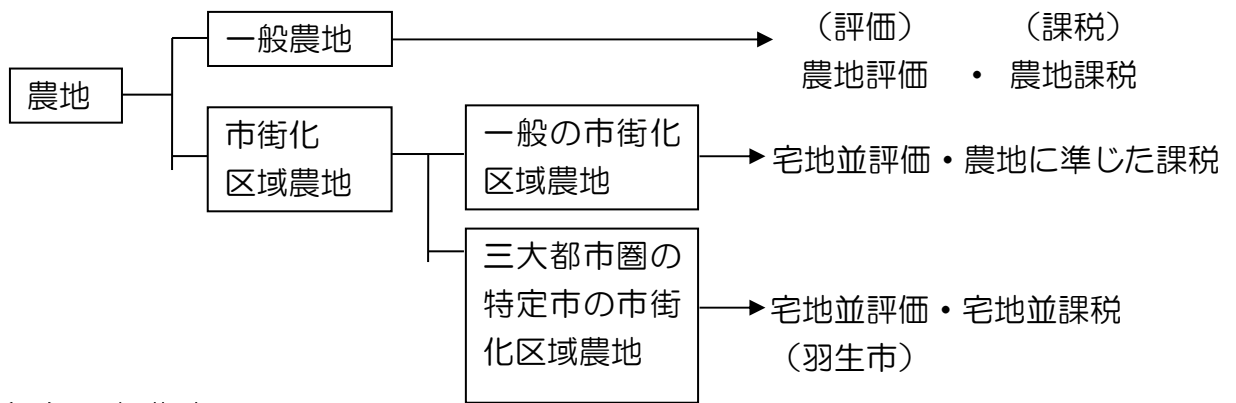 （評価） （課税）
一般農地
農地評価 ・ 農地課税
農地
市街化
区域農地
一般の市街化
区域農地
宅地並評価・農地に準じた課税
三大都市圏の
特定市の市街
化区域農地
宅地並評価・宅地並課税
（羽生市）